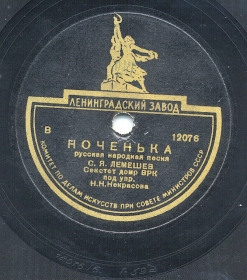 ЛЕНИНГРАДСКИЙ ЗАВОД
В
12076
НОЧЕНЬКА
русская народная песня
С. Я. ЛЕМЕШЕВ
Секстет домр ВРК
под упр.
Н.Н.Некрасова
КОМИТЕТ ПО ДЕЛАМ ИСКУССТВ ПРИ СОВЕТЕ МИНИСТРОВ СССР